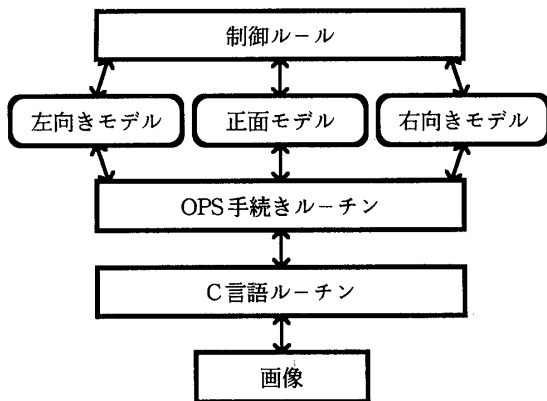 制御ルール
左向きモデル
正面モデル
右向きモデル
OPS手続きルーチン
C言語ルーチン
画像